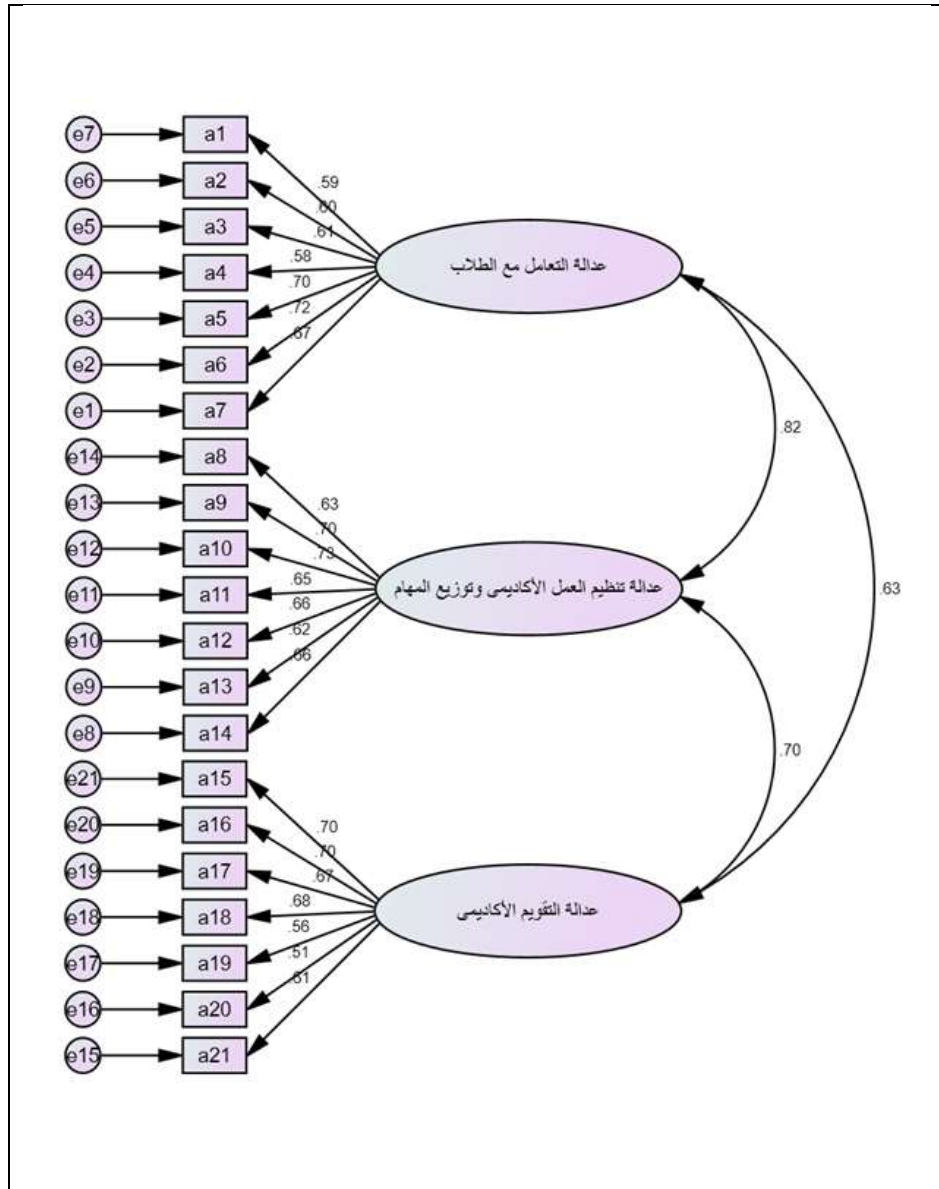 e7 a1
.59
e6 a2
.60
e5 a3
.61
عدالة التعامل مع الطلاب
e4 a4
.58
e3 a5
.70
e2 a6
.72
.67
e1 a7
.82
e14 a8
.63
e13 a9
.70
e12 a10
.73
عدالة تنظيم العمل الأكاديمى وتوزيع المهام
.63
e11 a11
.65
e10 a12
.66
.62
e9 a13
.66
e8 a14
.70
e21 a15
.70
e20 a16
.70
e19 a17
.67
عدالة التقويم الأكاديمى
e18 a18
.68
e17 a19
.56
.51
e16 a20
.61
e15 a21